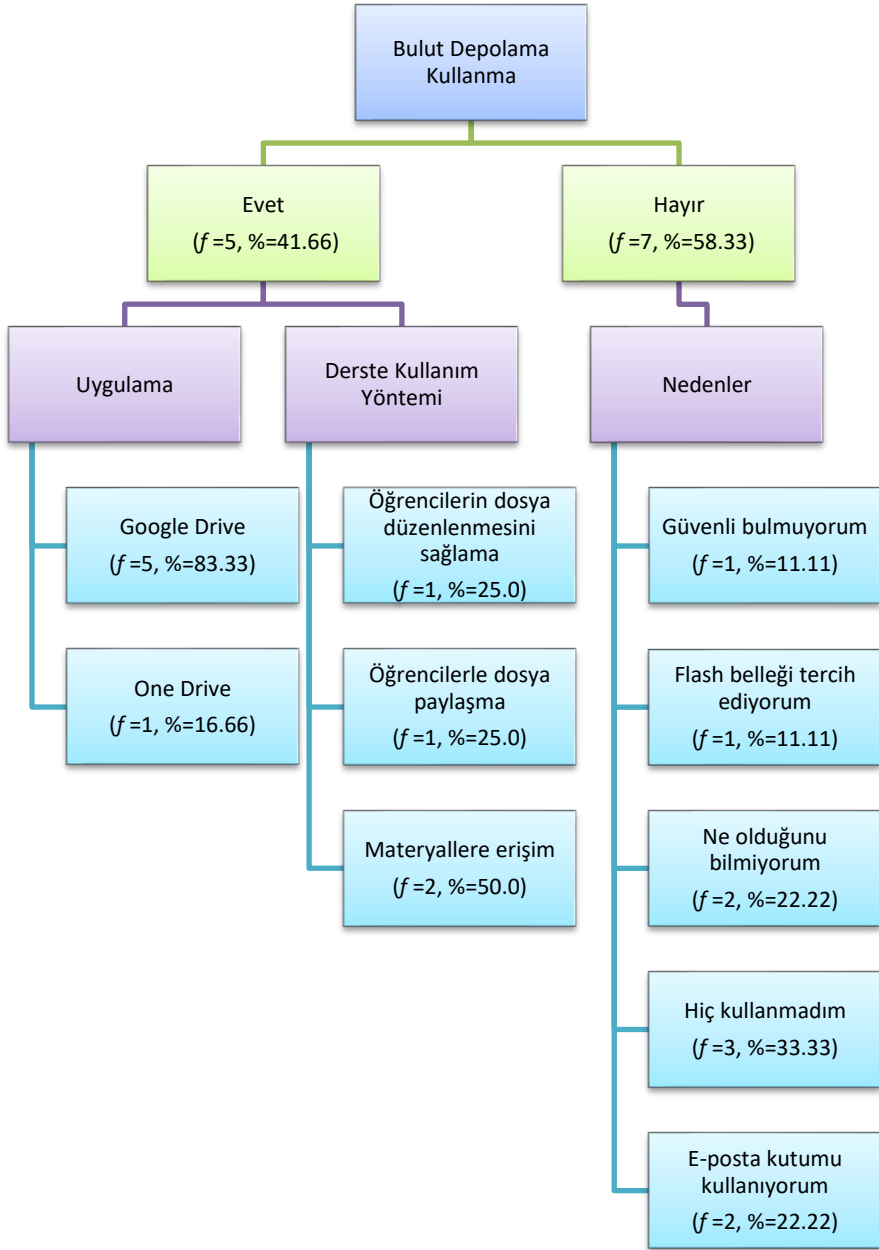 Bulut Depolama
Kullanma
Evet
(f =5, %=41.66)
Hayır
(f =7, %=58.33)
Uygulama
Derste Kullanım
Yöntemi
Nedenler
Google Drive
(f =5, %=83.33)
One Drive
(f =1, %=16.66)
Öğrencilerin dosya
düzenlenmesini
sağlama
(f =1, %=25.0)
Öğrencilerle dosya
paylaşma
(f =1, %=25.0)
Materyallere erişim
(f =2, %=50.0)
Güvenli bulmuyorum
(f =1, %=11.11)
Flash belleği tercih
ediyorum
(f =1, %=11.11)
Ne olduğunu
bilmiyorum
(f =2, %=22.22)
Hiç kullanmadım
(f =3, %=33.33)
E-posta kutumu
kullanıyorum
(f =2, %=22.22)